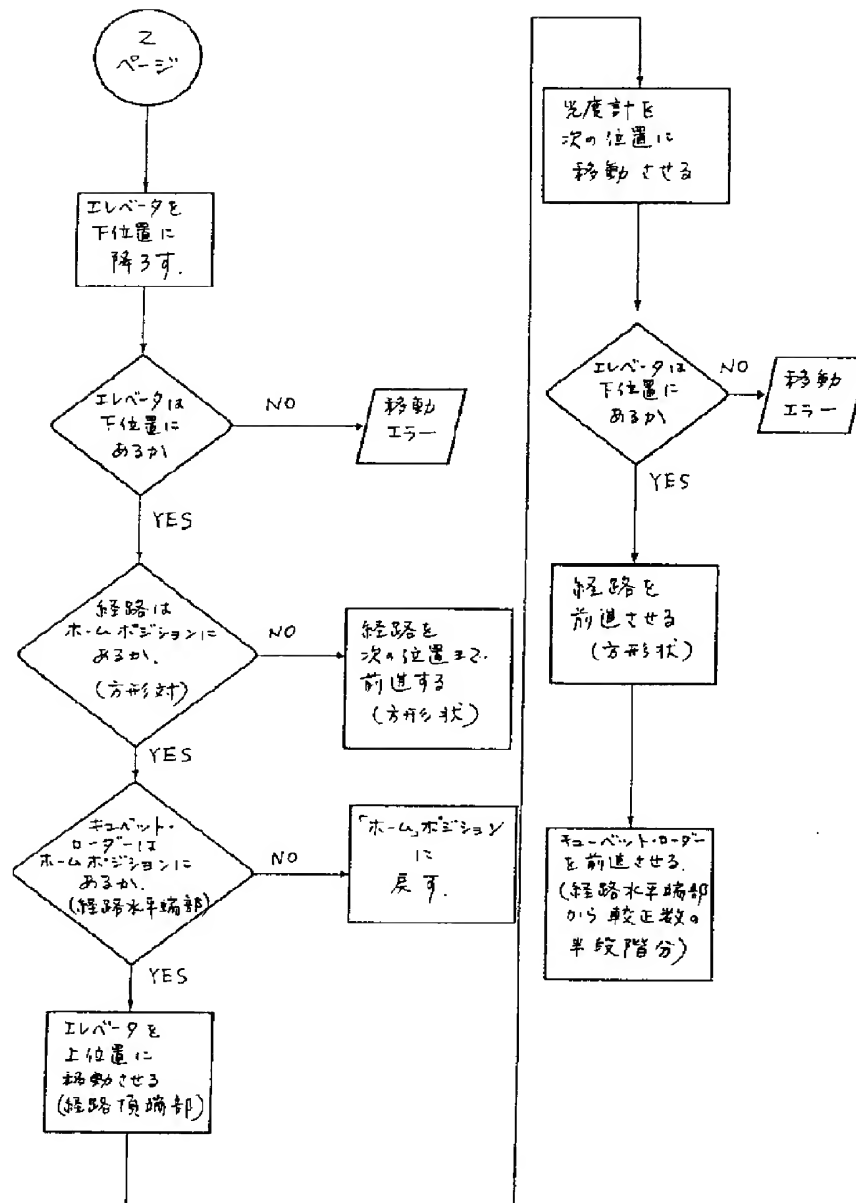 2
ページ
エレベータを
下位置に
降ろす.
エレベータは
下位置に
あるか
NO
移動
エラー
YES
経路は
ホームポジションに
あるか.
(方形対)
NO
経路を
次の位置まで
前進する
(方形状)
YES
キュベット・
ローダーは
ホームポジションに
あるか.
(経路水平端部)
NO
「ホーム」ポジション
に
戻す.
YES
エレベータを
上位置に
移動させる
(経路頂端部)
光度計を
次の位置に
移動させる
エレベータは
下位置に
あるか
NO
移動
エラー
YES
経路を
前進させる
(方形状)
キューベット・ローダー
を前進させる.
(経路水平端部
から較正数の
半段階分)